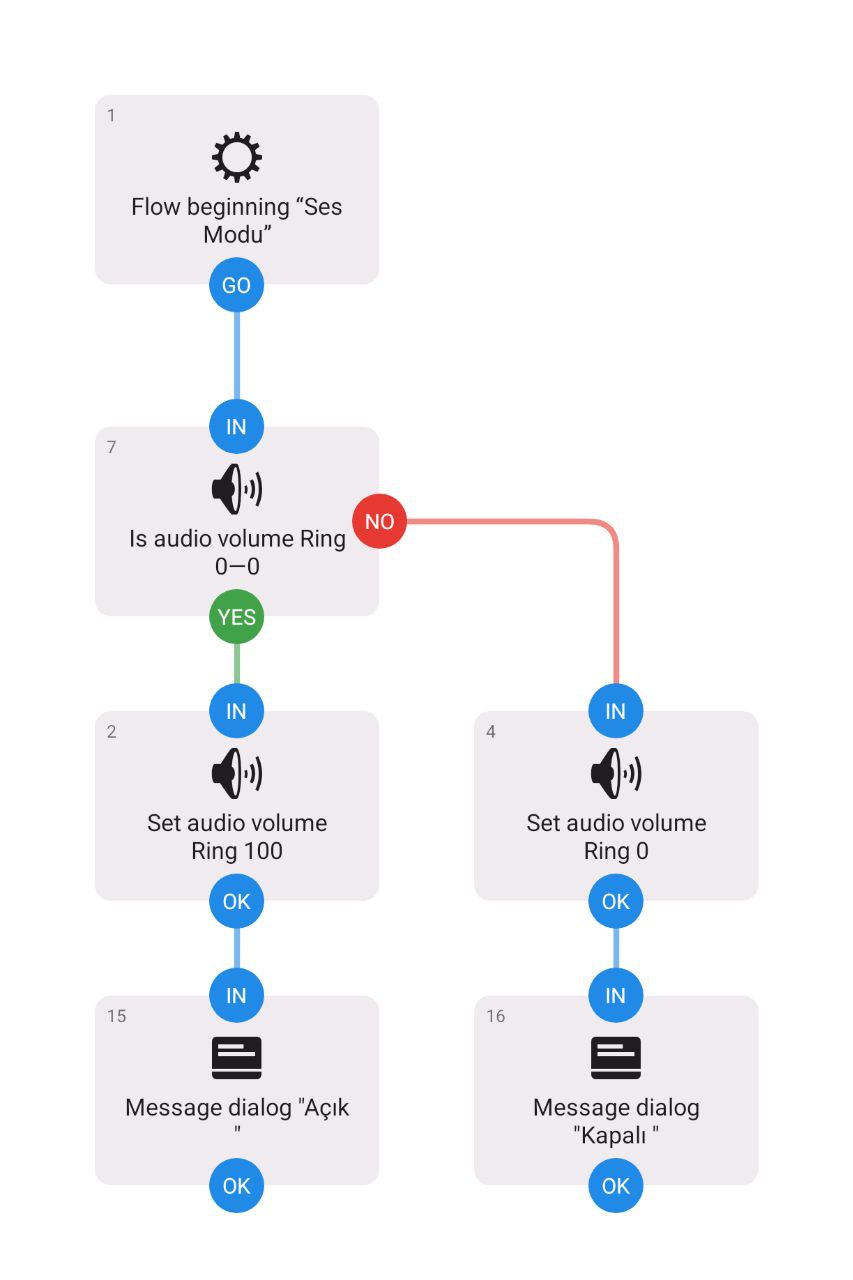 1
Flow beginning “Ses
Modu”
GO
IN
7
Is audio volume Ring
0—0
NO
YES
IN
2
Set audio volume
Ring 100
OK
IN
4
Set audio volume
Ring 0
OK
IN
15
Message dialog "Açık
"
OK
IN
16
Message dialog
"Kapalı "
OK